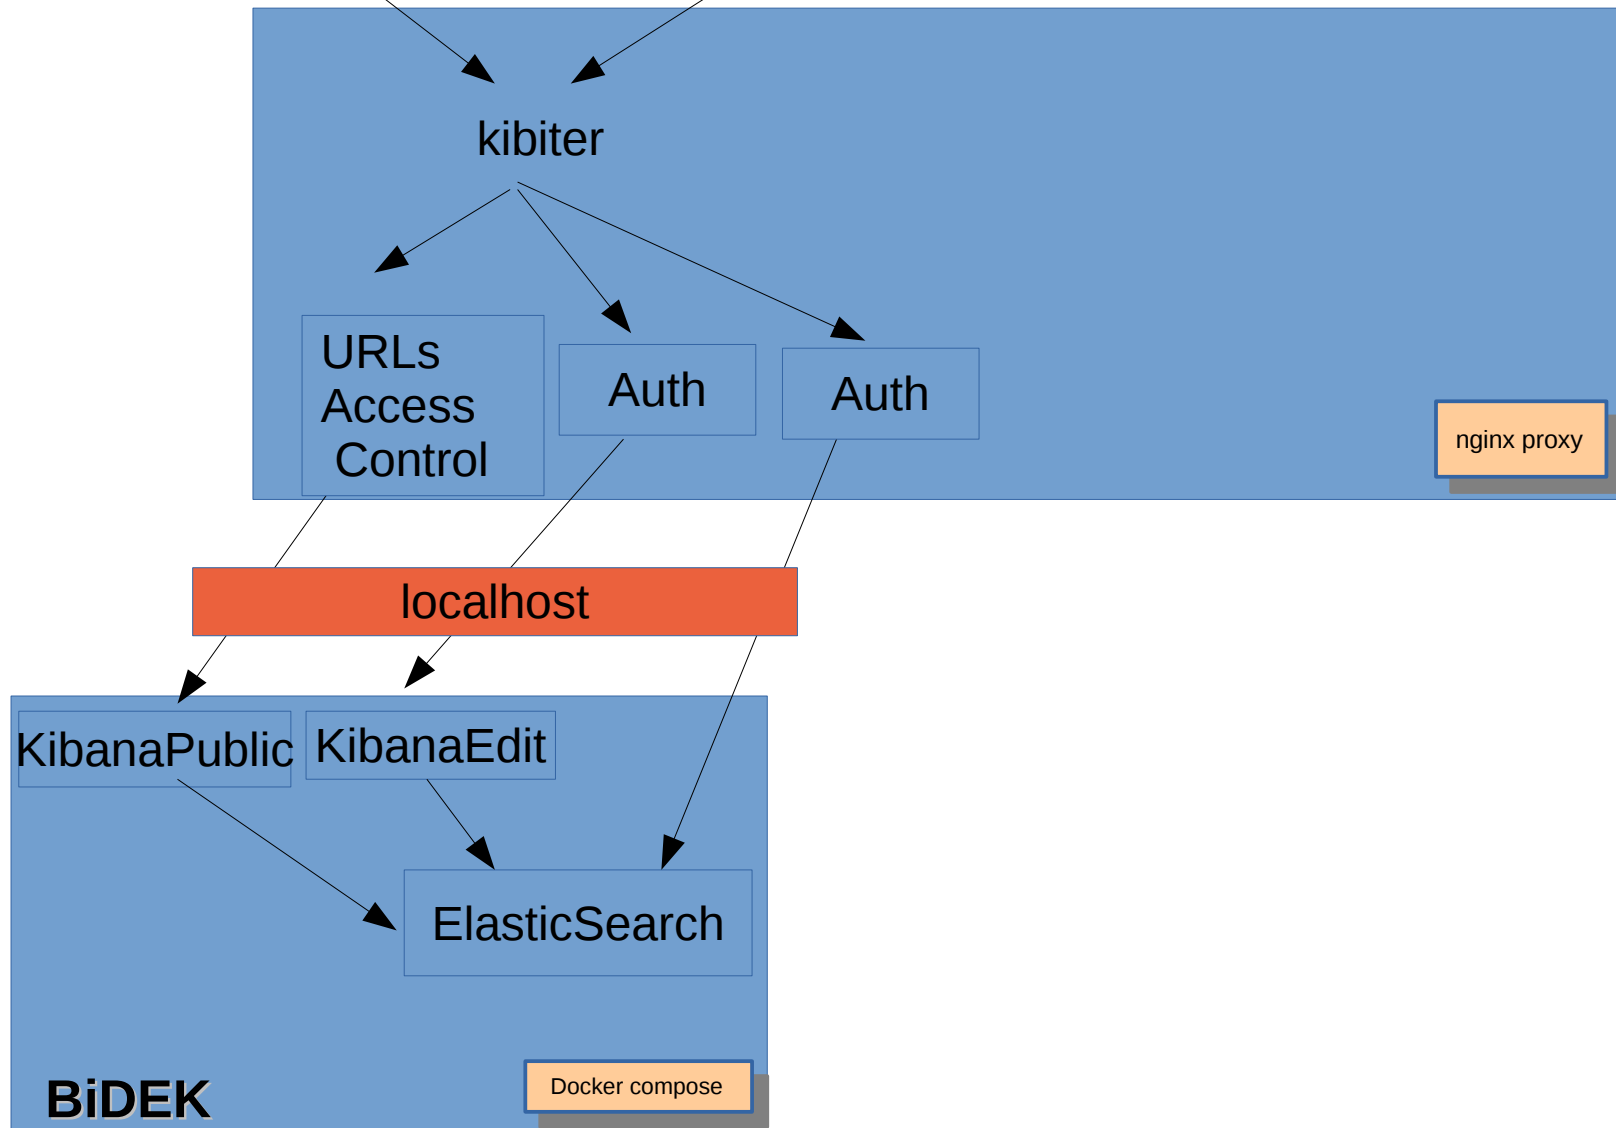 kibiter
URLs
Access
Control
Auth
Auth
nginx proxy
localhost
KibanaPublic
KibanaEdit
ElasticSearch
BiDEK
Docker compose